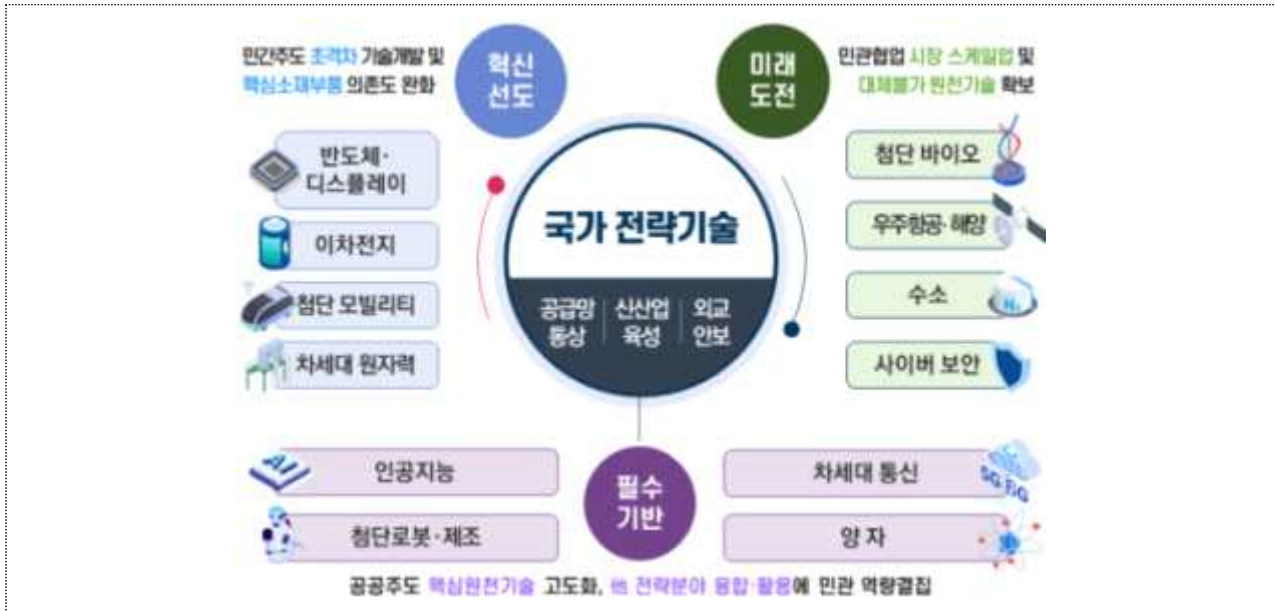 민간주도 초격차 기술개발 및
핵심소재부품 의존도 완화
혁신
선도
미래
도전
민관협업 시장 스케일업 및
대체불가 원천기술 확보
반도체·
디스플레이
이차전지
첨단 모빌리티
차세대 원자력
국가 전략기술
공급망
통상
신산업
육성
외교
안보
첨단 바이오
우주항공·해양
수소
H₂
사이버 보안
AI
인공지능
첨단로봇·제조
필수
기반
차세대 통신
5G 6G
양 자
공공주도 핵심원천기술 고도화, 他 전략분야 융합·활용에 민관 역량결집